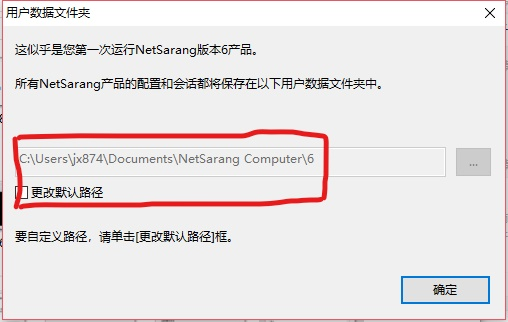 用户数据文件夹
这似乎是您第一次运行NetSarang版本6产品。
所有NetSarang产品的配置和会话都将保存在以下用户数据文件夹中。
C:\Users\jx874\Documents\NetSarang Computer\6
...
更改默认路径
要自定义路径，请单击[更改默认路径]框。
确定